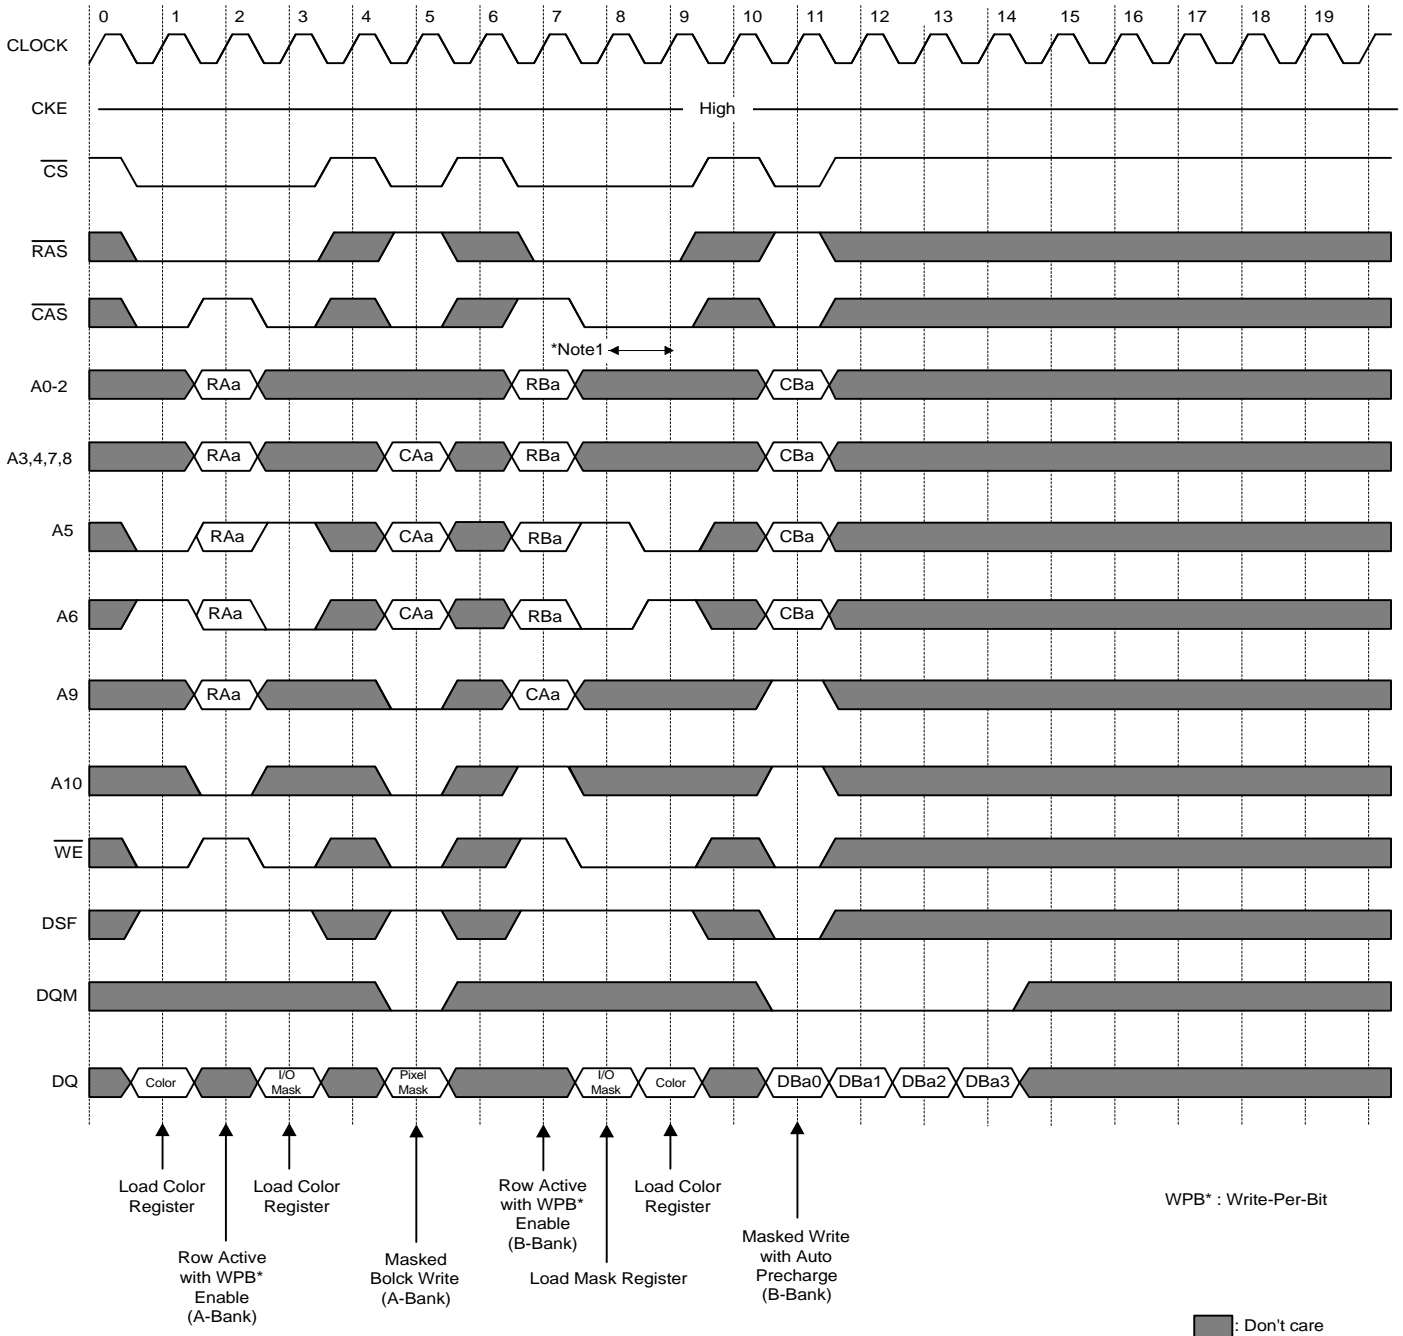 0 1 2 3 4 5 6 7 8 9 10 11 12 13 14 15 16 17 18 19
CLOCK
CKE High
CS
RAS
CAS
*Note1
A0-2 RAa RBa CBa
A3,4,7,8 RAa CAa RBa CBa
A5 RAa CAa RBa CBa
A6 RAa CAa RBa CBa
A9 RAa CAa
A10
WE
DSF
DQM
DQ Color I/O Mask Pixel Mask I/O Mask Color DBa0 DBa1 DBa2 DBa3
Load Color
Register
Row Active
with WPB*
Enable
(A-Bank)
Load Color
Register
Masked
Bolck Write
(A-Bank)
Row Active
with WPB*
Enable
(B-Bank)
Load Mask Register
Load Color
Register
Masked Write
with Auto
Precharge
(B-Bank)
WPB* : Write-Per-Bit
: Don't care